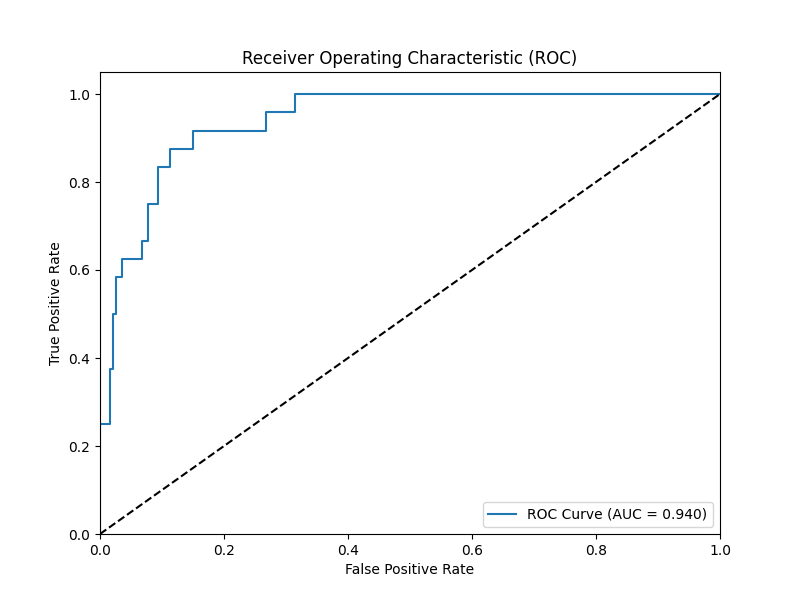 Receiver Operating Characteristic (ROC)
1.0
0.8
0.6
0.4
0.2
0.0
True Positive Rate
ROC Curve (AUC = 0.940)
0.0 0.2 0.4 0.6 0.8 1.0
False Positive Rate